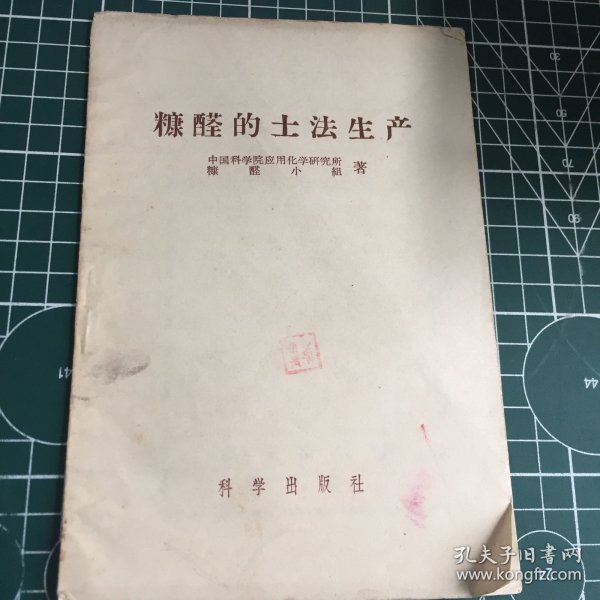 糠醛的土法生产
中国科学院应用化学研究所
糠醛小組 著
科学出版社
孔夫子旧书网
www.kongfz.com
41
44